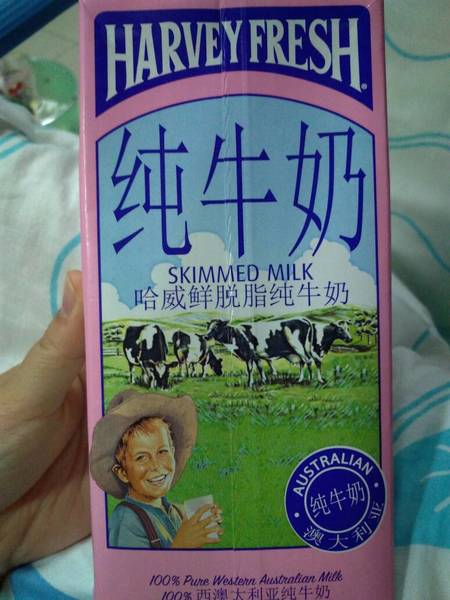 HARVEY FRESH®
纯牛奶
SKIMMED MILK
哈威鲜脱脂纯牛奶
• AUSTRALIAN •
纯牛奶
澳大利亚
100% Pure Western Australian Milk
100% 西澳大利亚纯牛奶